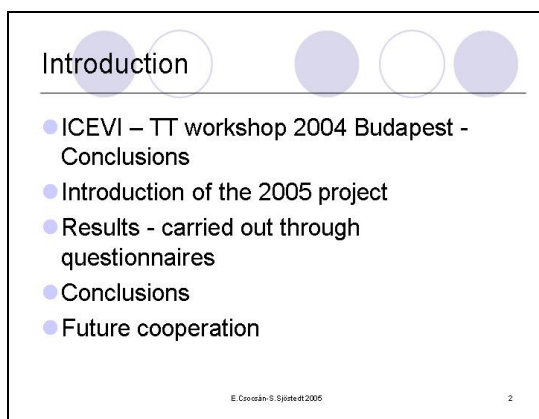 Introduction
ICEVI – TT workshop 2004 Budapest -
Conclusions
Introduction of the 2005 project
Results - carried out through
questionnaires
Conclusions
Future cooperation
E.Csocsán-S.Sjöstedt 2005
2